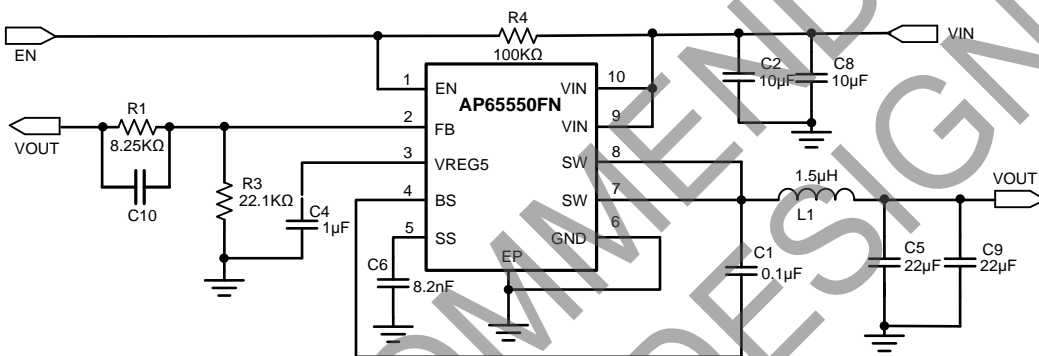 R4
100KΩ
EN
VIN
C2
10µF
C8
10µF
1
EN
AP65550FN
VIN
10
R1
8.25KΩ
VOUT
2
FB
VIN
9
3
VREG5
SW
8
C10
R3
22.1KΩ
C4
1µF
4
BS
SW
7
1.5µH
L1
VOUT
5
SS
GND
6
EP
C6
8.2nF
C1
0.1µF
C5
22µF
C9
22µF